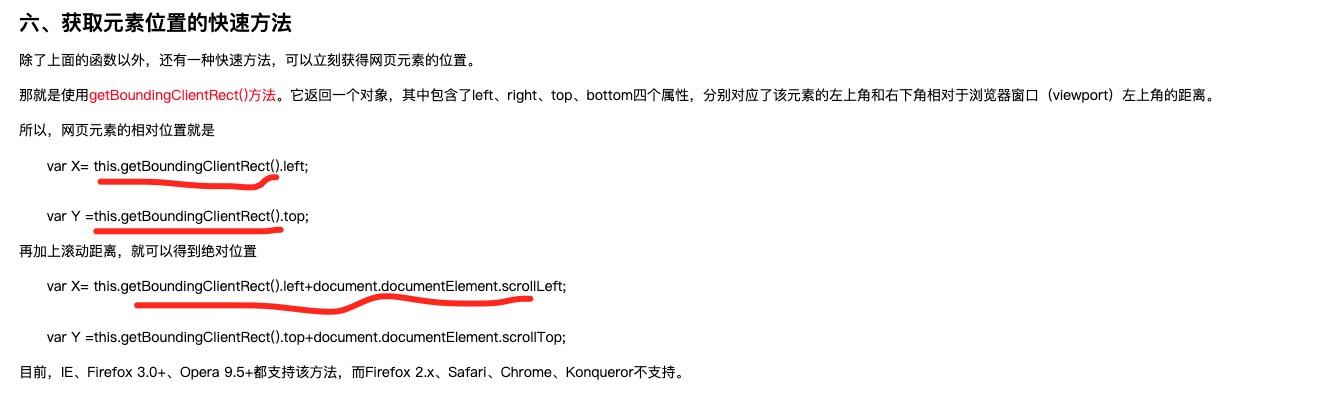 六、获取元素位置的快速方法
除了上面的函数以外，还有一种快速方法，可以立刻获得网页元素的位置。
那就是使用getBoundingClientRect()方法。它返回一个对象，其中包含了left、right、top、bottom四个属性，分别对应了该元素的左上角和右下角相对于浏览器窗口（viewport）左上角的距离。
所以，网页元素的相对位置就是
var X= this.getBoundingClientRect().left;
var Y =this.getBoundingClientRect().top;
再加上滚动距离，就可以得到绝对位置
var X= this.getBoundingClientRect().left+document.documentElement.scrollLeft;
var Y =this.getBoundingClientRect().top+document.documentElement.scrollTop;
目前，IE、Firefox 3.0+、Opera 9.5+都支持该方法，而Firefox 2.x、Safari、Chrome、Konqueror不支持。